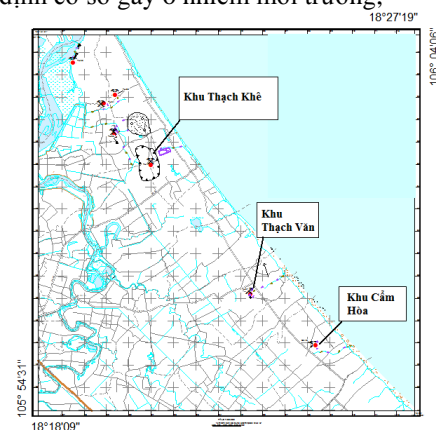 định cơ sở gây ô nhiễm môi trường,
18°27'19"
106°04'06"
Khu Thạch Khê
Khu
Thạch Văn
Khu Cẩm
Hòa
105°54'31"
18°18'09"